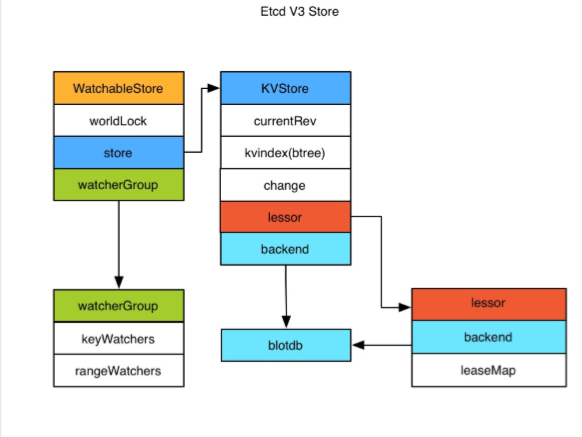 Etcd V3 Store
WatchableStore
worldLock
store
watcherGroup
KVStore
currentRev
kvindex(btree)
change
lessor
backend
watcherGroup
keyWatchers
rangeWatchers
blotdb
lessor
backend
leaseMap